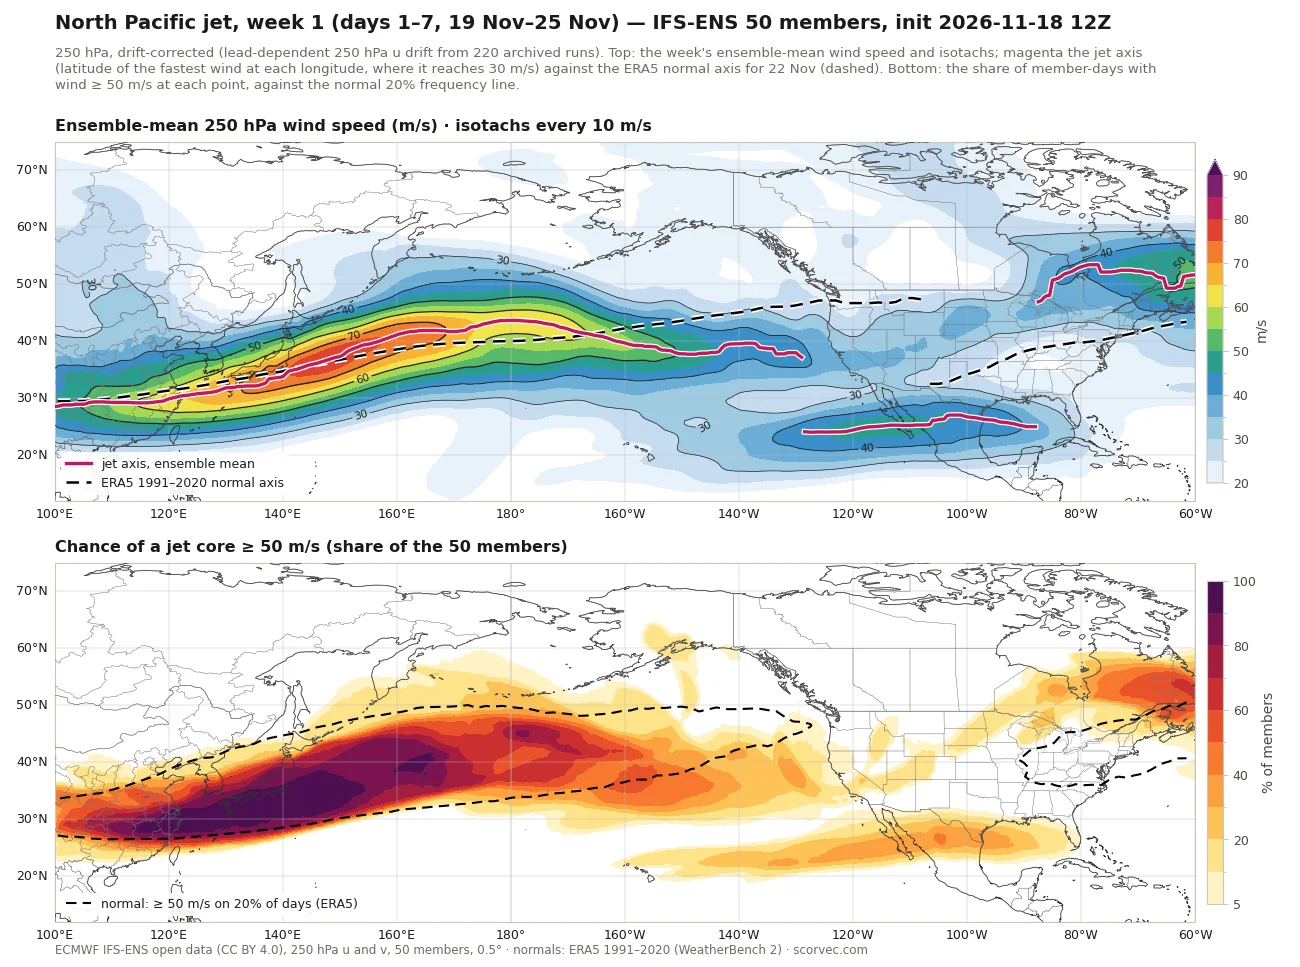 North Pacific jet, week 1 (days 1–7, 19 Nov–25 Nov) — IFS-ENS 50 members, init 2026-11-18 12Z
250 hPa, drift-corrected (lead-dependent 250 hPa u drift from 220 archived runs). Top: the week's ensemble-mean wind speed and isotachs; magenta the jet axis
(latitude of the fastest wind at each longitude, where it reaches 30 m/s) against the ERA5 normal axis for 22 Nov (dashed). Bottom: the share of member-days with
wind ≥ 50 m/s at each point, against the normal 20% frequency line.
Ensemble-mean 250 hPa wind speed (m/s) · isotachs every 10 m/s
70°N
60°N
50°N
40°N
30°N
20°N
30
30
40
50
70
60
30
30
30
40
40
50
jet axis, ensemble mean
ERA5 1991–2020 normal axis
100°E 120°E 140°E 160°E 180° 160°W 140°W 120°W 100°W 80°W 60°W
90
80
70
60
50
40
30
20
m/s
Chance of a jet core ≥ 50 m/s (share of the 50 members)
70°N
60°N
50°N
40°N
30°N
20°N
normal: ≥ 50 m/s on 20% of days (ERA5)
100°E 120°E 140°E 160°E 180° 160°W 140°W 120°W 100°W 80°W 60°W
100
80
60
40
20
5
% of members
ECMWF IFS-ENS open data (CC BY 4.0), 250 hPa u and v, 50 members, 0.5° · normals: ERA5 1991–2020 (WeatherBench 2) · scorvec.com